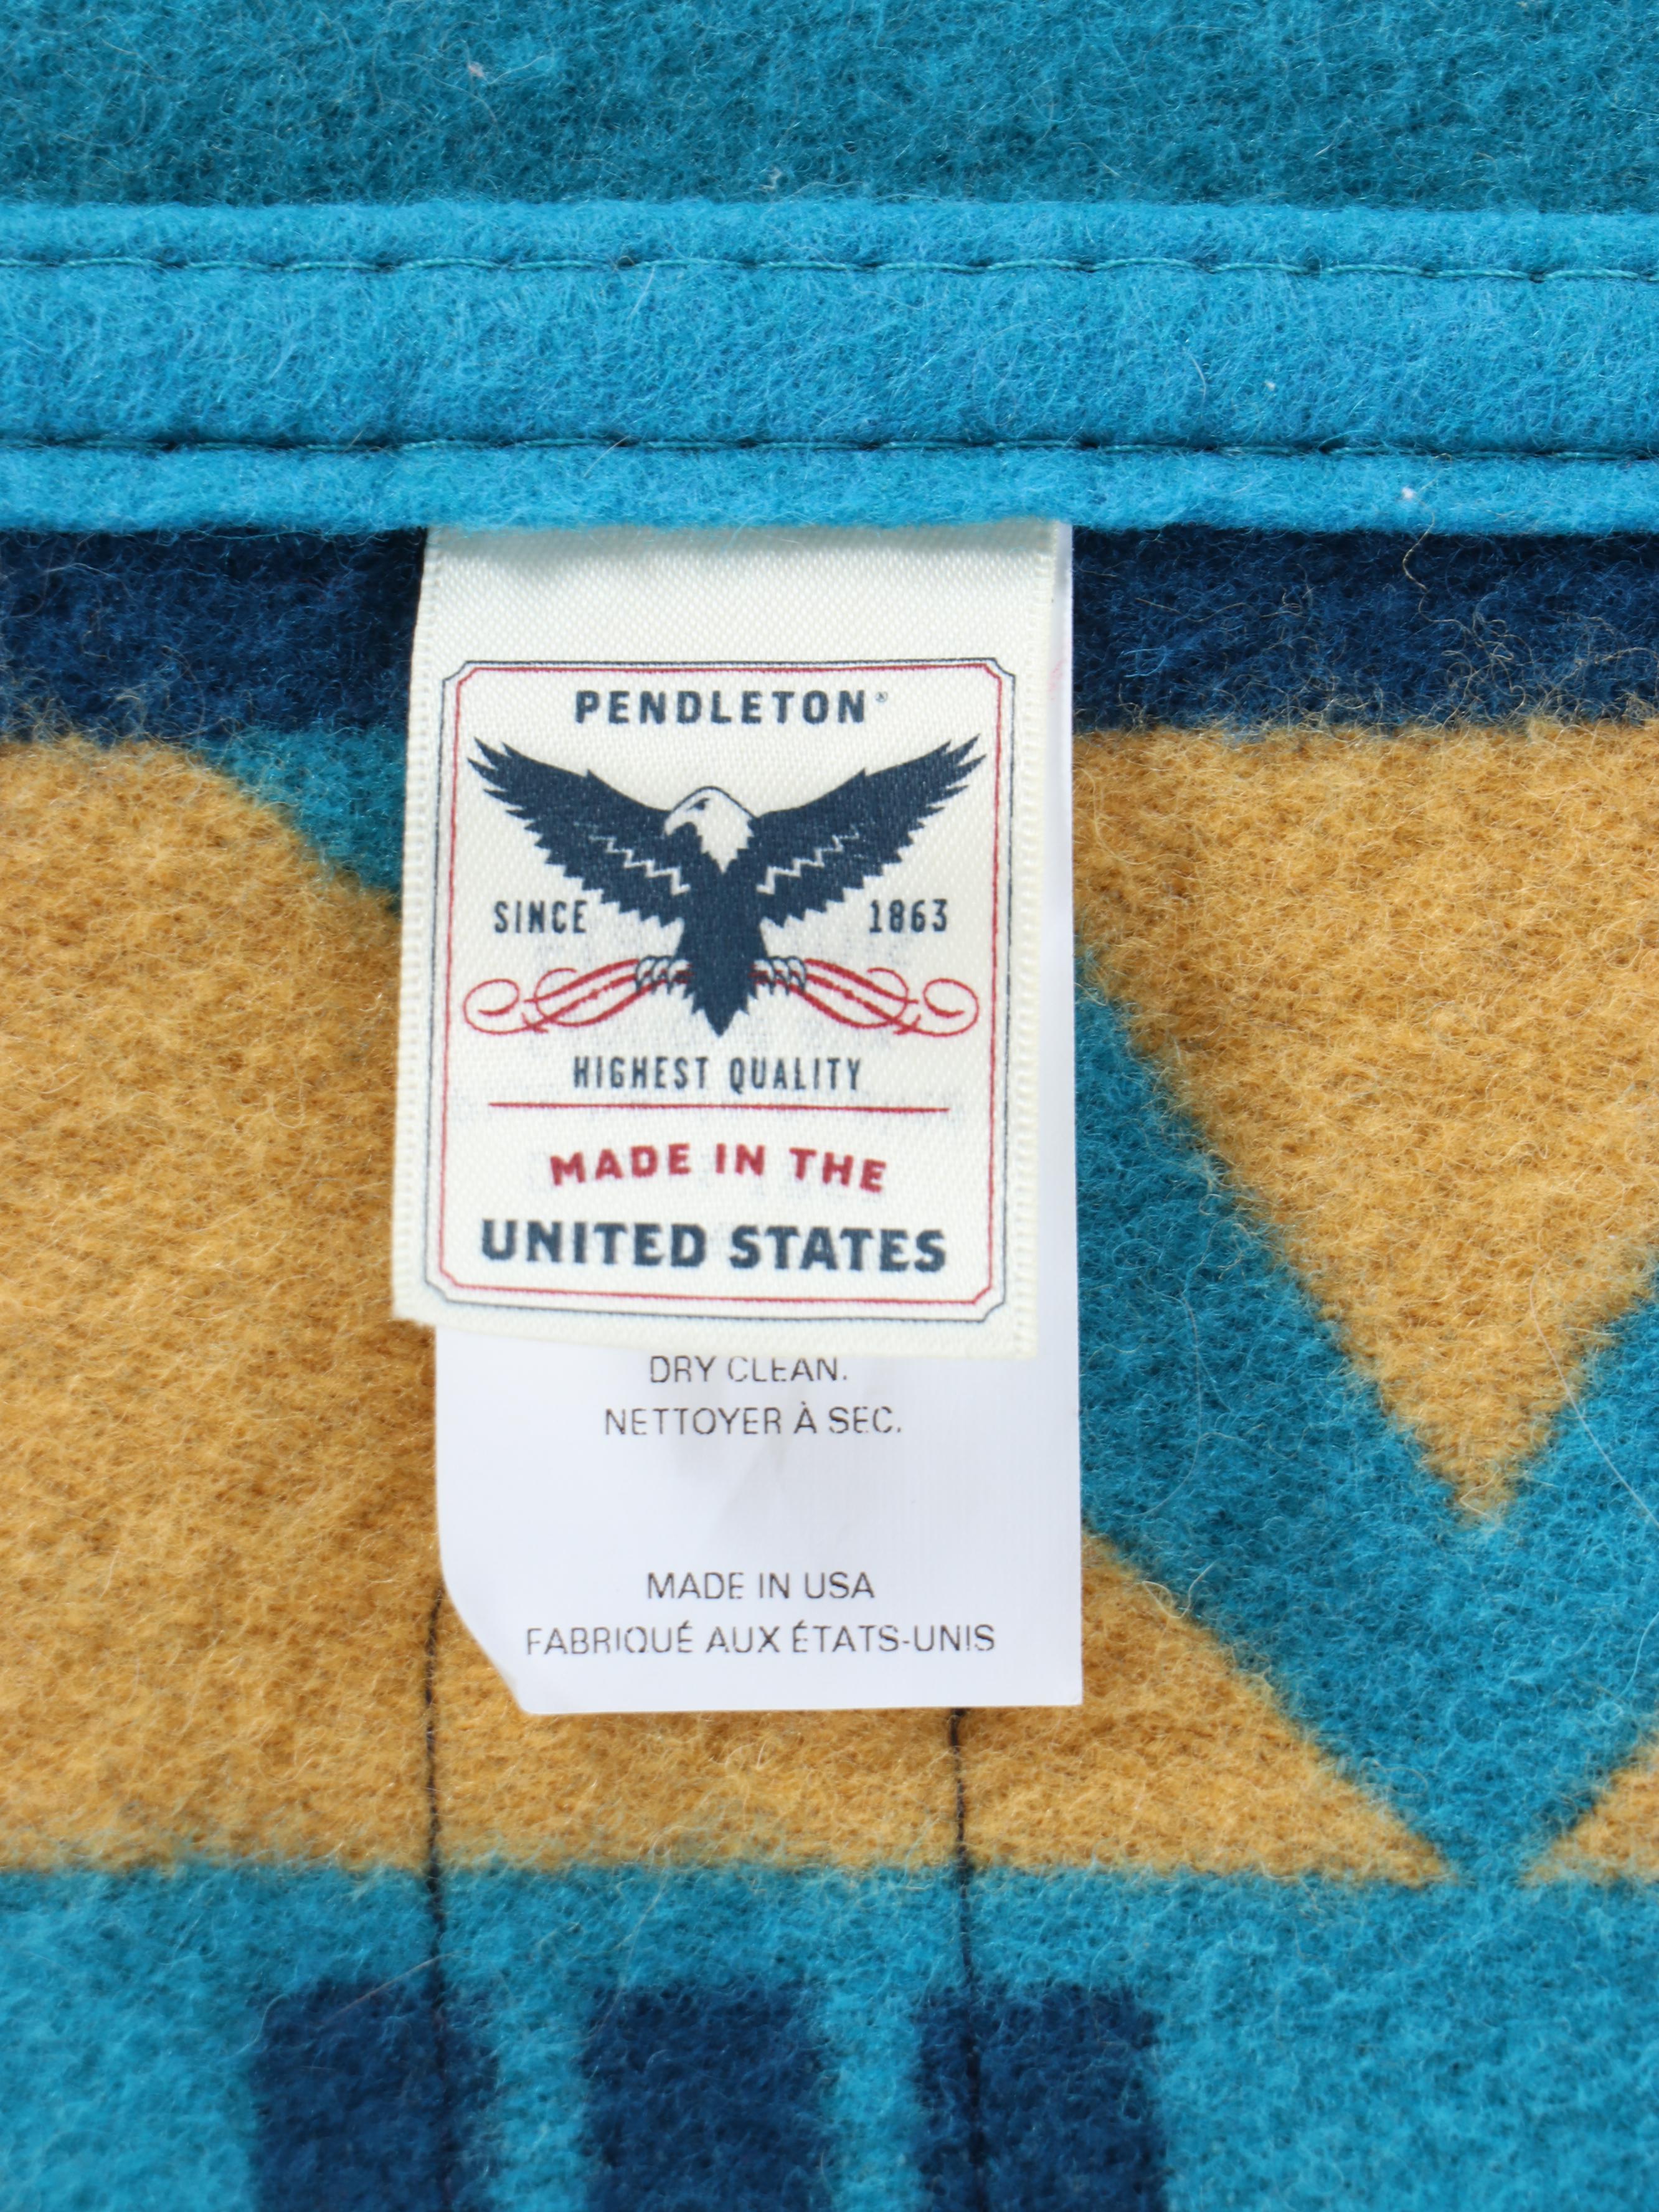 PENDLETON®
SINCE 1863
HIGHEST QUALITY
MADE IN THE
UNITED STATES
DRY CLEAN.
NETTOYER À SEC.
MADE IN USA
FABRIQUÉ AUX ÉTATS-UNIS